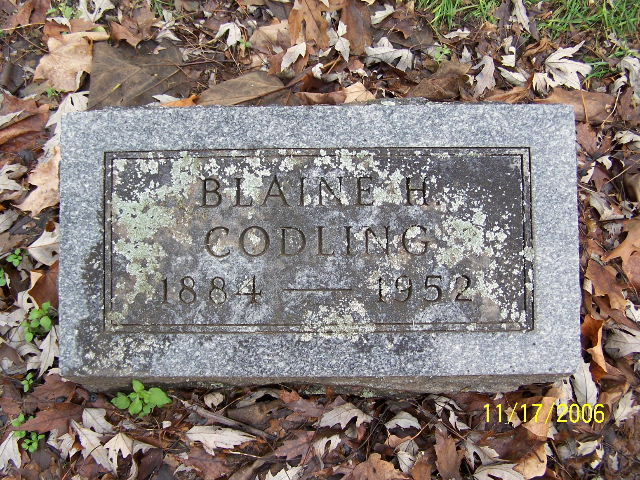 BLAINE H.
CODLING
1884 — 1952
11/17/2006